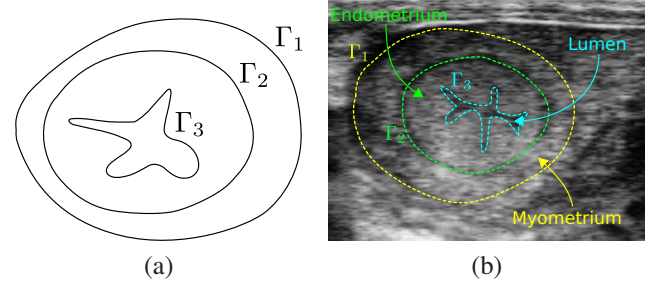 Γ1
Γ2
Γ3
(a)
Endometrium
Γ1
Lumen
Γ3
Γ2
Myometrium
(b)